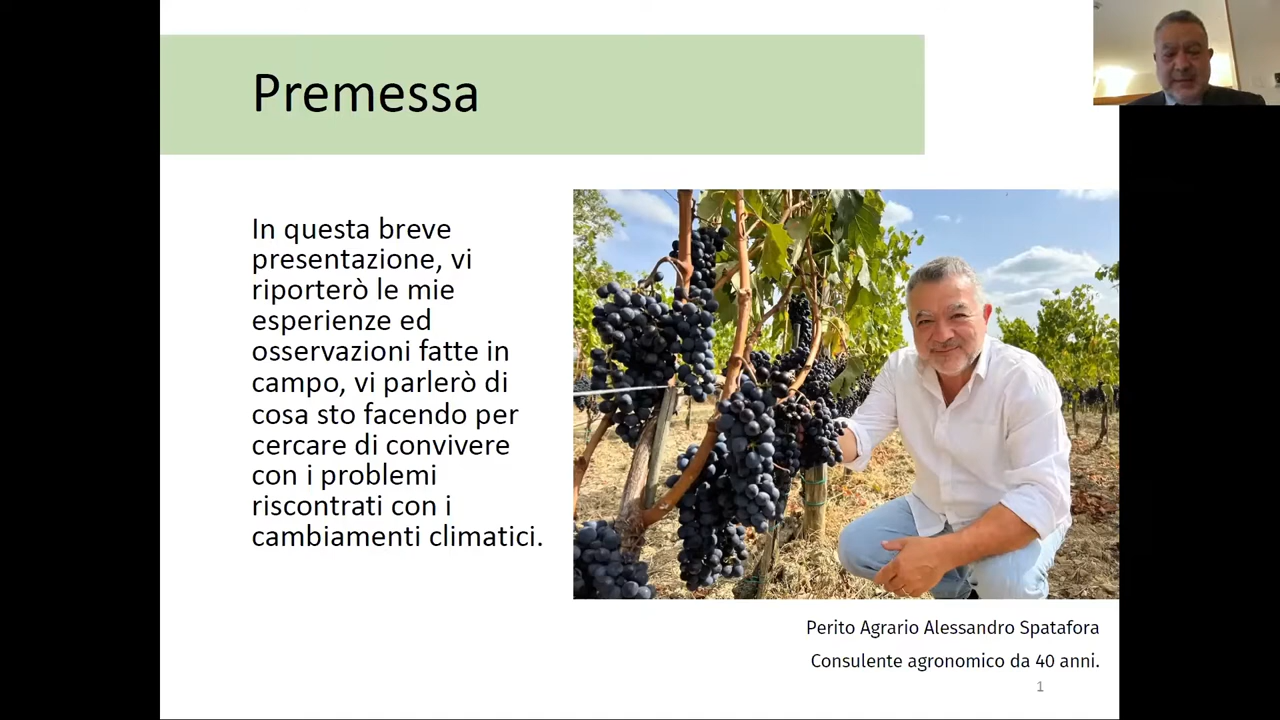 Premessa
In questa breve
presentazione, vi
riporterò le mie
esperienze ed
osservazioni fatte in
campo, vi parlerò di
cosa sto facendo per
cercare di convivere
con i problemi
riscontrati con i
cambiamenti climatici.
Perito Agrario Alessandro Spatafora
Consulente agronomico da 40 anni.
1